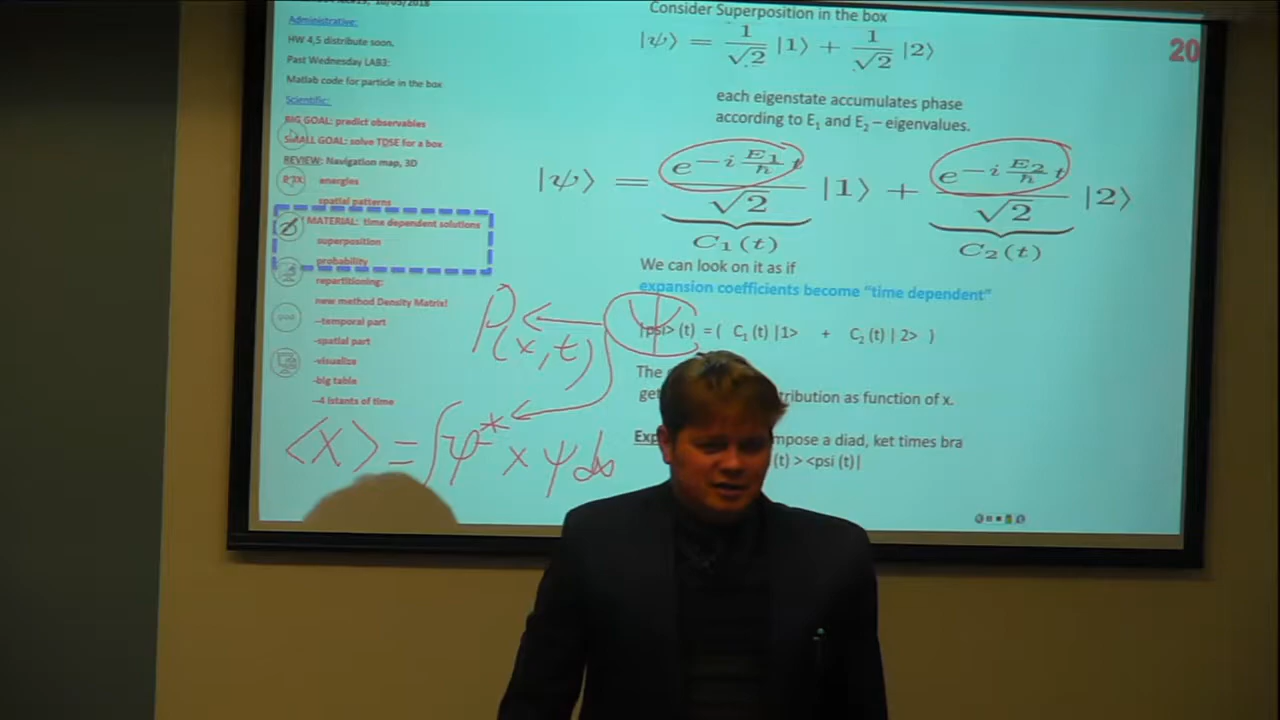 Administrative:
HW 4,5 distribute soon.
Past Wednesday LAB3:
Matlab code for particle in the box
Scientific:
BIG GOAL: predict observables
SMALL GOAL: solve TDSE for a box
REVIEW: Navigation map, 3D
energies
spatial patterns
MATERIAL: time dependent solutions
superposition
probability
repartitioning:
new method Density Matrix!
--temporal part
-spatial part
-visualize
-big table
--4 istants of time
Consider Superposition in the box
|ψ⟩ = 1/√2 |1⟩ + 1/√2 |2⟩
20
each eigenstate accumulates phase
according to E₁ and E₂ – eigenvalues.
|ψ⟩ = e^{-i E₁/ħ t}/√2 |1⟩ + e^{-i E₂/ħ t}/√2 |2⟩
C₁(t) C₂(t)
We can look on it as if
expansion coefficients become "time dependent"
|psi> (t) = ( C₁ (t) |1> + C₂ (t) | 2> )
Ψ
P(x,t)
The
get tribution as function of x.
⟨x⟩ = ∫ψ* x ψ dx
mpose a diad, ket times bra
(t) > <psi (t)|